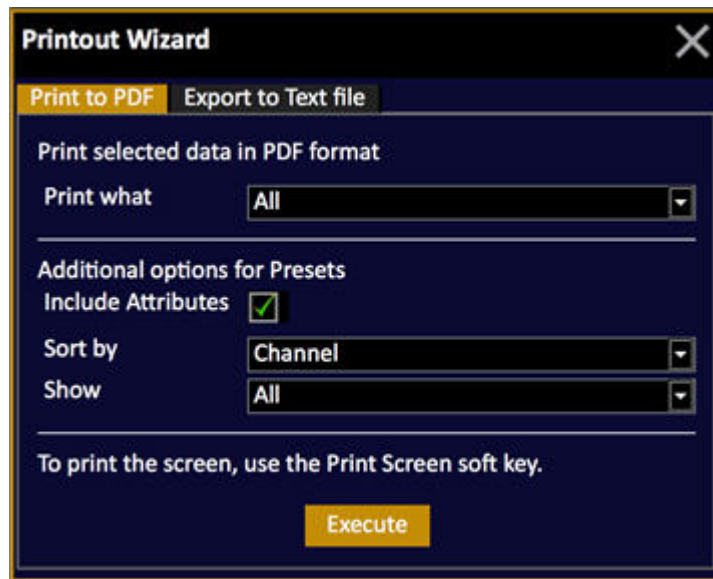 Printout Wizard
Print to PDF Export to Text file
Print selected data in PDF format
Print what All
Additional options for Presets
Include Attributes
Sort by Channel
Show All
To print the screen, use the Print Screen soft key.
Execute